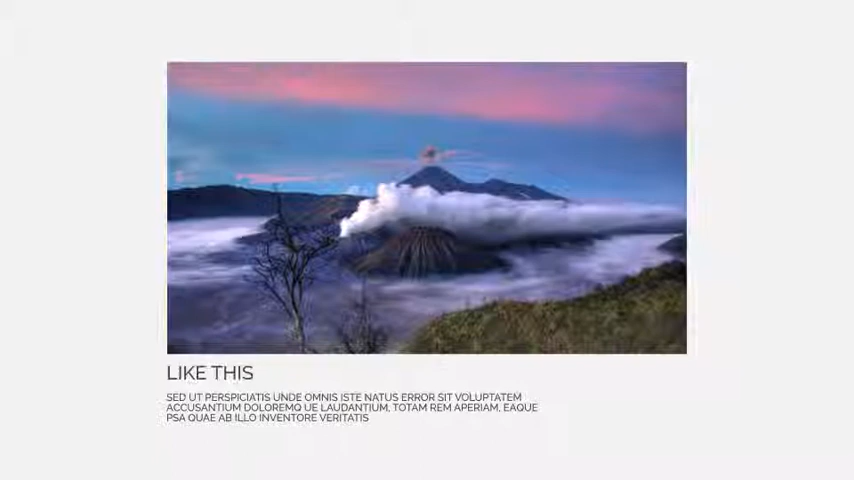 LIKE THIS
SED UT PERSPICIATIS UNDE OMNIS ISTE NATUS ERROR SIT VOLUPTATEM
ACCUSANTIUM DOLOREMQ UE LAUDANTIUM, TOTAM REM APERIAM, EAQUE
PSA QUAE AB ILLO INVENTORE VERITATIS